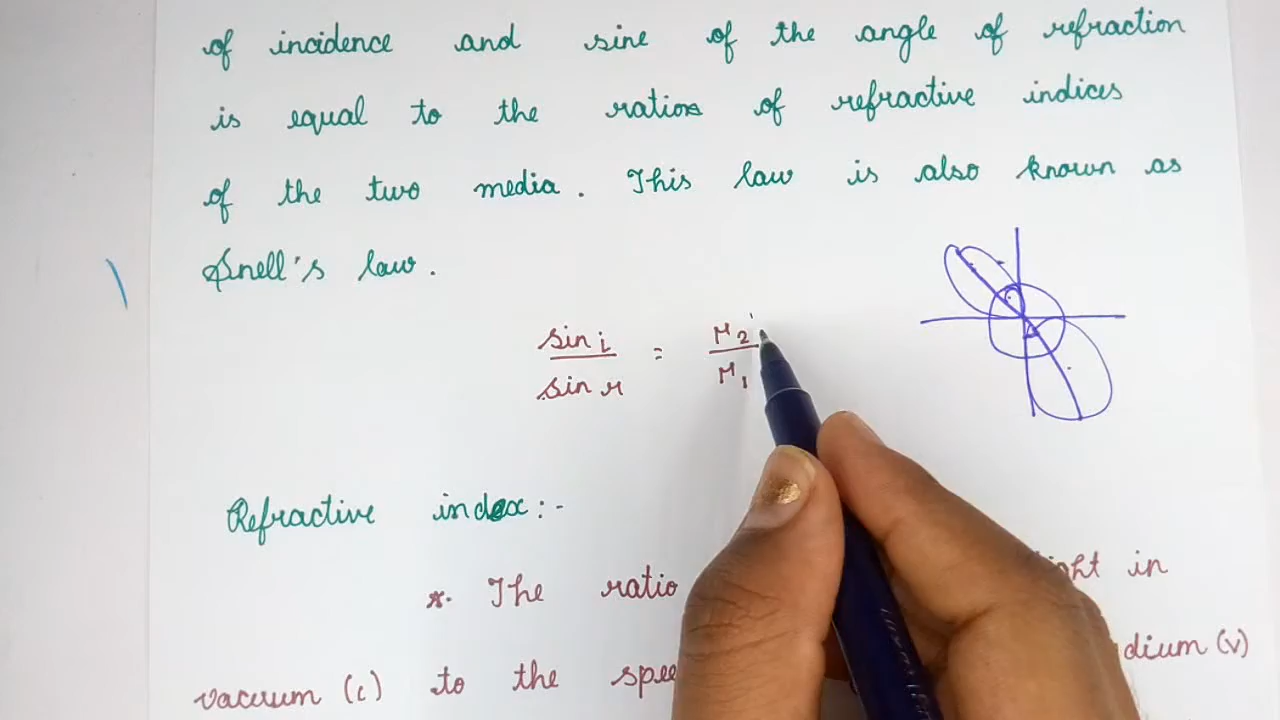 of incidence and sine of the angle of refraction
is equal to the ratios of refractive indices
of the two media. This law is also known as
Snell's law.
sin i / sin r = μ2 / μ1
Refractive index:-
*. The ratio in
vacuum (c) to the (v)